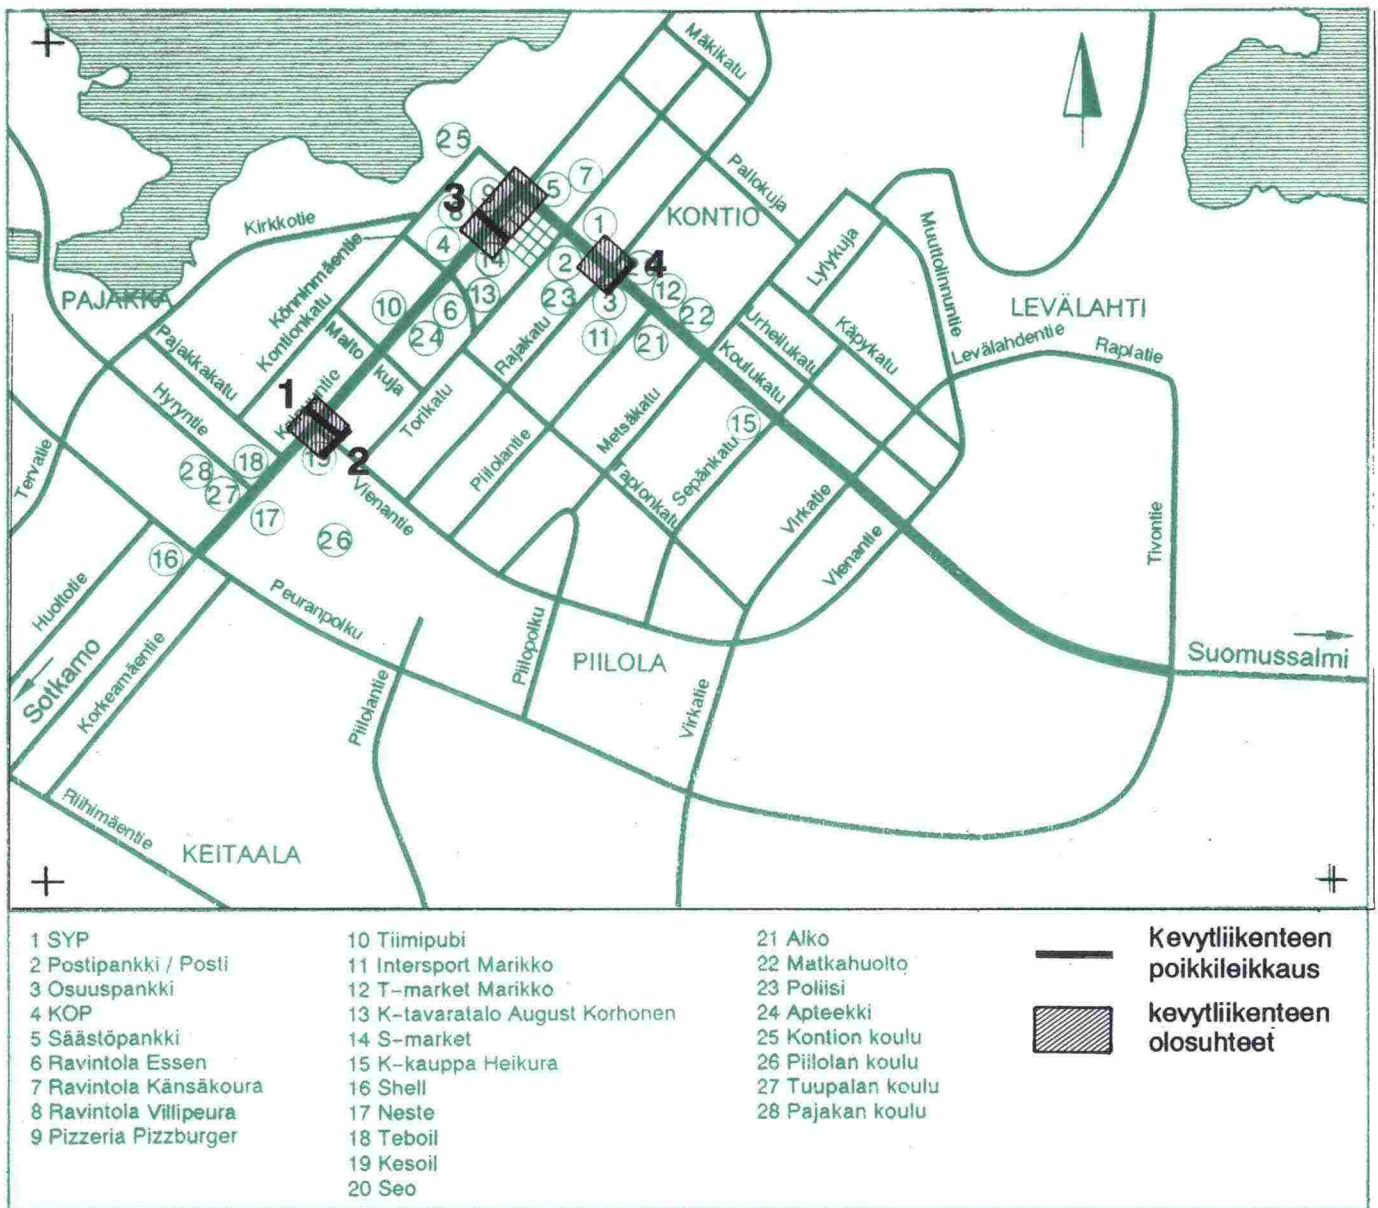 Mäkikatu
25
7
5
9
3
8
Pallokuja
KONTIO
1
Kirkkotie
4
14
2
4
12
Lylykuja
Muuttolinnuntie
PAJAKKA
Könninmäentie
Kontionkatu
10
6
13
23
3
22
LEVÄLAHTI
24
11
21
Urheilukatu
Käpykatu
Levälahdentie
Raplatie
Pajakkakatu
Malto
kuja
Rajakatu
Koulukatu
Hyryntie
1
Torikatu
Metsäkatu
15
19
2
Tervatie
28
18
27
Vienantie
Piilolantie
Tapionkatu
Sepänkatu
Virkatie
17
26
Vienantie
Tivontie
16
Huoltotie
Peuranpolku
Sotkamo
Korkeamäentie
Piilolantie
Piilopolku
PIILOLA
Virkatie
Suomussalmi
Riihimäentie
KEITAALA
1 SYP
2 Postipankki / Posti
3 Osuuspankki
4 KOP
5 Säästöpankki
6 Ravintola Essen
7 Ravintola Känsäkoura
8 Ravintola Villipeura
9 Pizzeria Pizzburger
10 Tiimipubi
11 Intersport Marikko
12 T-market Marikko
13 K-tavaratalo August Korhonen
14 S-market
15 K-kauppa Heikura
16 Shell
17 Neste
18 Teboil
19 Kesoil
20 Seo
21 Alko
22 Matkahuolto
23 Poliisi
24 Apteekki
25 Kontion koulu
26 Piilolan koulu
27 Tuupalan koulu
28 Pajakan koulu
Kevytliikenteen
poikkileikkaus
kevytliikenteen
olosuhteet